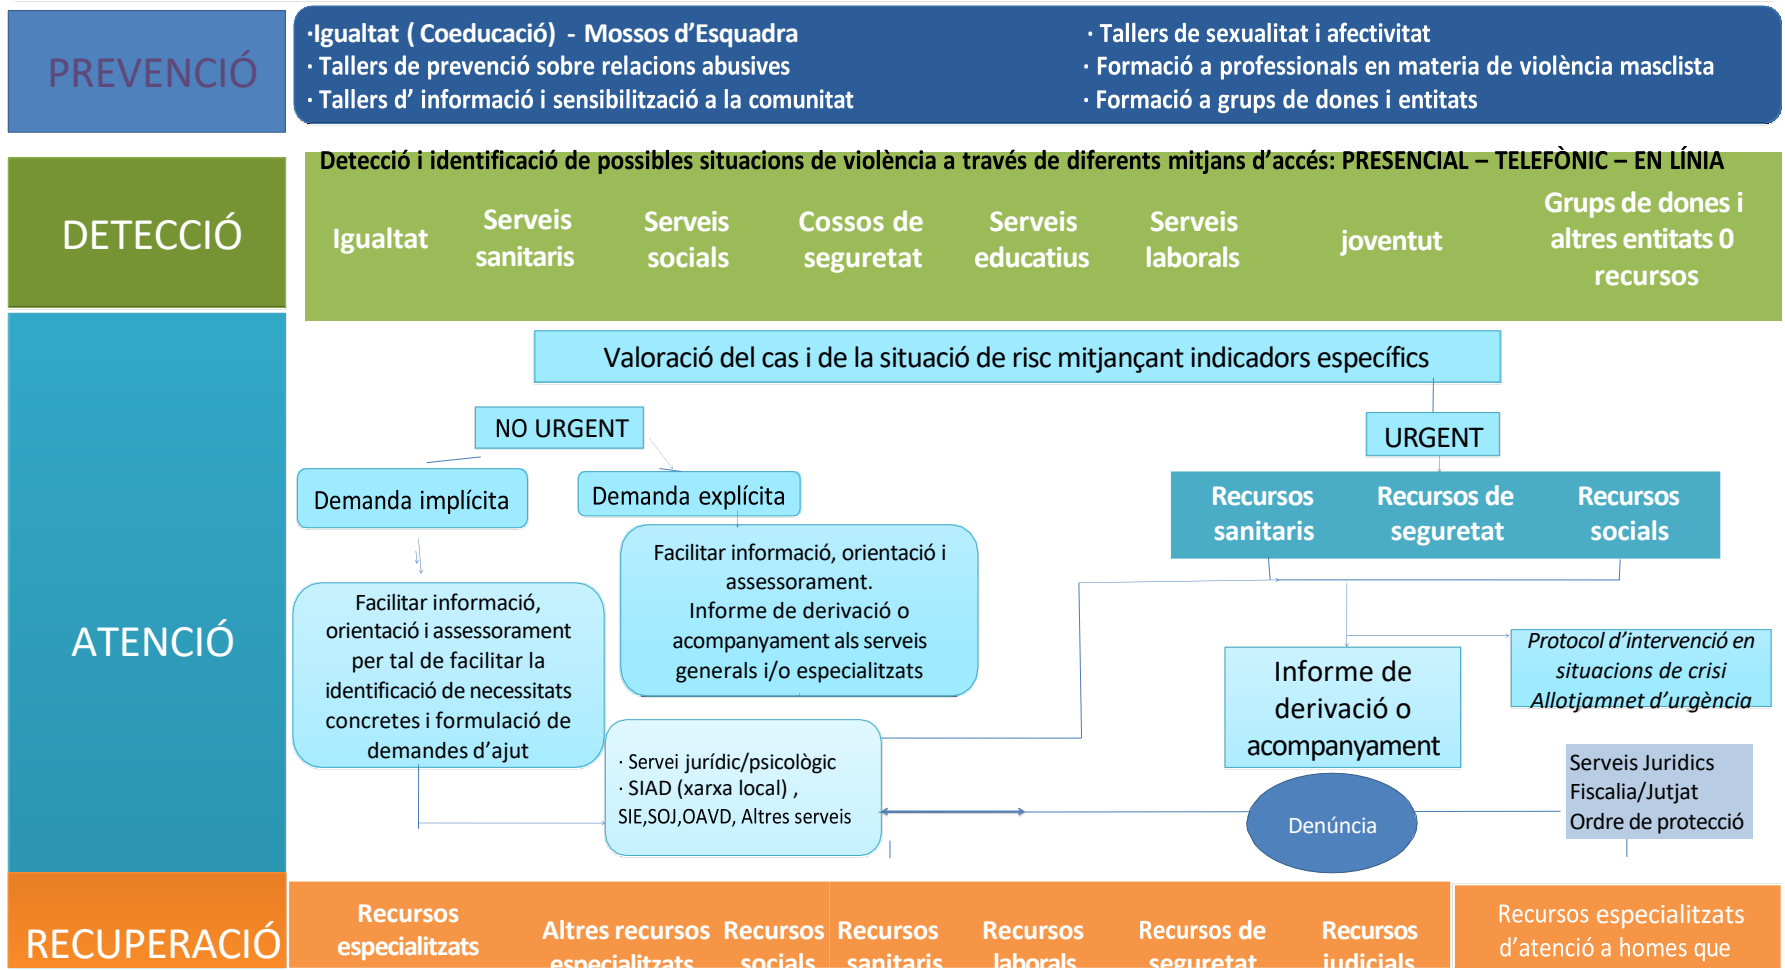 PREVENCIÓ
·Igualtat ( Coeducació) - Mossos d’Esquadra
· Tallers de prevenció sobre relacions abusives
· Tallers d’ informació i sensibilització a la comunitat
· Tallers de sexualitat i afectivitat
· Formació a professionals en materia de violència masclista
· Formació a grups de dones i entitats
DETECCIÓ
Detecció i identificació de possibles situacions de violència a través de diferents mitjans d’accés: PRESENCIAL – TELEFÒNIC – EN LÍNIA
Igualtat
Serveis
sanitaris
Serveis
socials
Cossos de
seguretat
Serveis
educatius
Serveis
laborals
joventut
Grups de dones i
altres entitats 0
recursos
ATENCIÓ
Valoració del cas i de la situació de risc mitjançant indicadors específics
NO URGENT
URGENT
Demanda implícita
Demanda explícita
Recursos
sanitaris
Recursos de
seguretat
Recursos
socials
Facilitar informació, orientació i
assessorament.
Informe de derivació o
acompanyament als serveis
generals i/o especialitzats
Facilitar informació,
orientació i assessorament
per tal de facilitar la
identificació de necessitats
concretes i formulació de
demandes d’ajut
Informe de
derivació o
acompanyament
Protocol d’intervenció en
situacions de crisi
Allotjamnet d’urgència
· Servei jurídic/psicològic
· SIAD (xarxa local) ,
SIE,SOJ,OAVD, Altres serveis
Denúncia
Serveis Juridics
Fiscalia/Jutjat
Ordre de protecció
RECUPERACIÓ
Recursos
especialitzats
Altres recursos
especialitzats
Recursos
socials
Recursos
sanitaris
Recursos
laborals
Recursos de
seguretat
Recursos
judicials
Recursos especialitzats
d’atenció a homes que